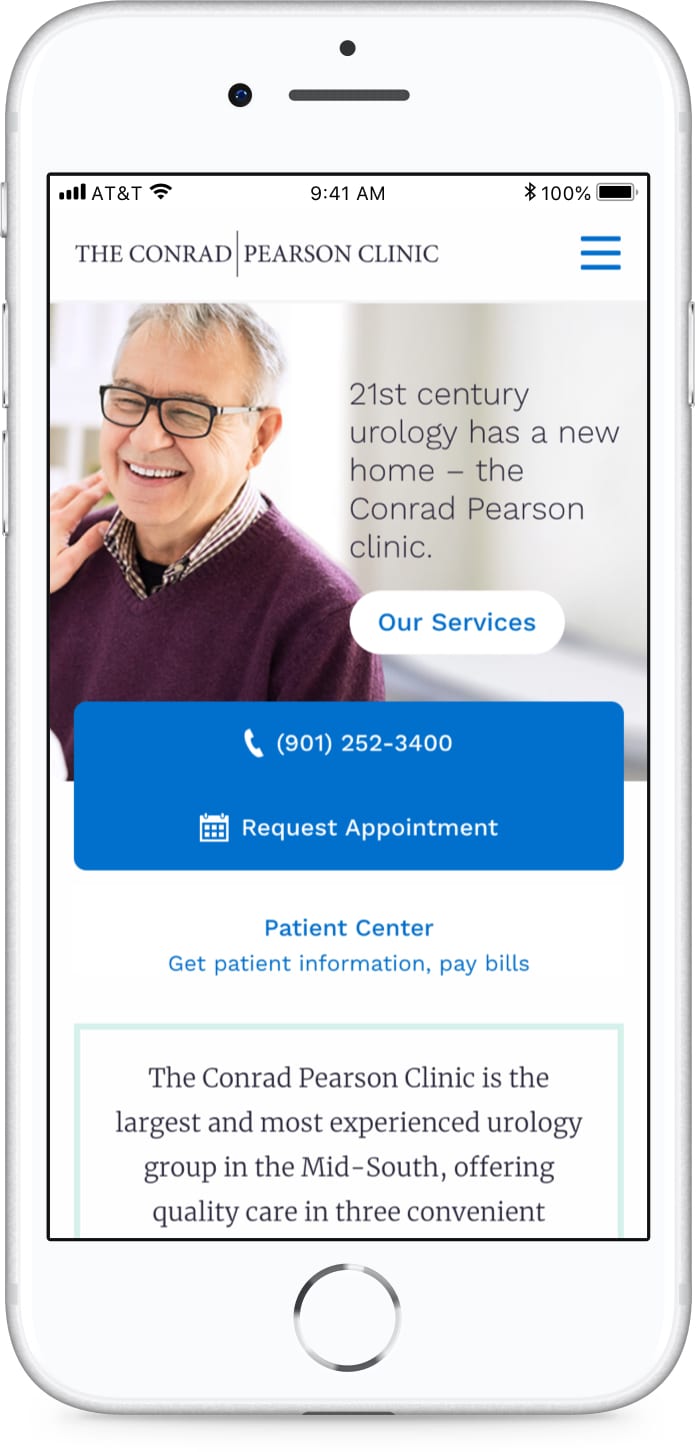 AT&T 9:41 AM 100%
THE CONRAD PEARSON CLINIC
21st century
urology has a new
home – the
Conrad Pearson
clinic.
Our Services
(901) 252-3400
Request Appointment
Patient Center
Get patient information, pay bills
The Conrad Pearson Clinic is the
largest and most experienced urology
group in the Mid-South, offering
quality care in three convenient